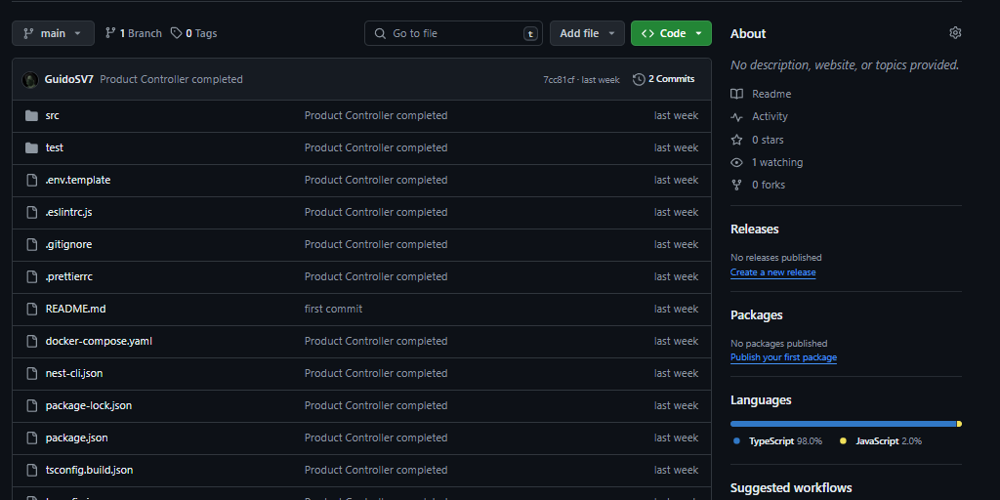 main
1 Branch
0 Tags
Go to file
t
Add file
Code
GuidoSV7 Product Controller completed 7cc81cf · last week 2 Commits
src Product Controller completed last week
test Product Controller completed last week
.env.template Product Controller completed last week
.eslintrc.js Product Controller completed last week
.gitignore Product Controller completed last week
.prettierrc Product Controller completed last week
README.md first commit last week
docker-compose.yaml Product Controller completed last week
nest-cli.json Product Controller completed last week
package-lock.json Product Controller completed last week
package.json Product Controller completed last week
tsconfig.build.json Product Controller completed last week
About
No description, website, or topics provided.
Readme
Activity
0 stars
1 watching
0 forks
Releases
No releases published
Create a new release
Packages
No packages published
Publish your first package
Languages
TypeScript 98.0% JavaScript 2.0%
Suggested workflows